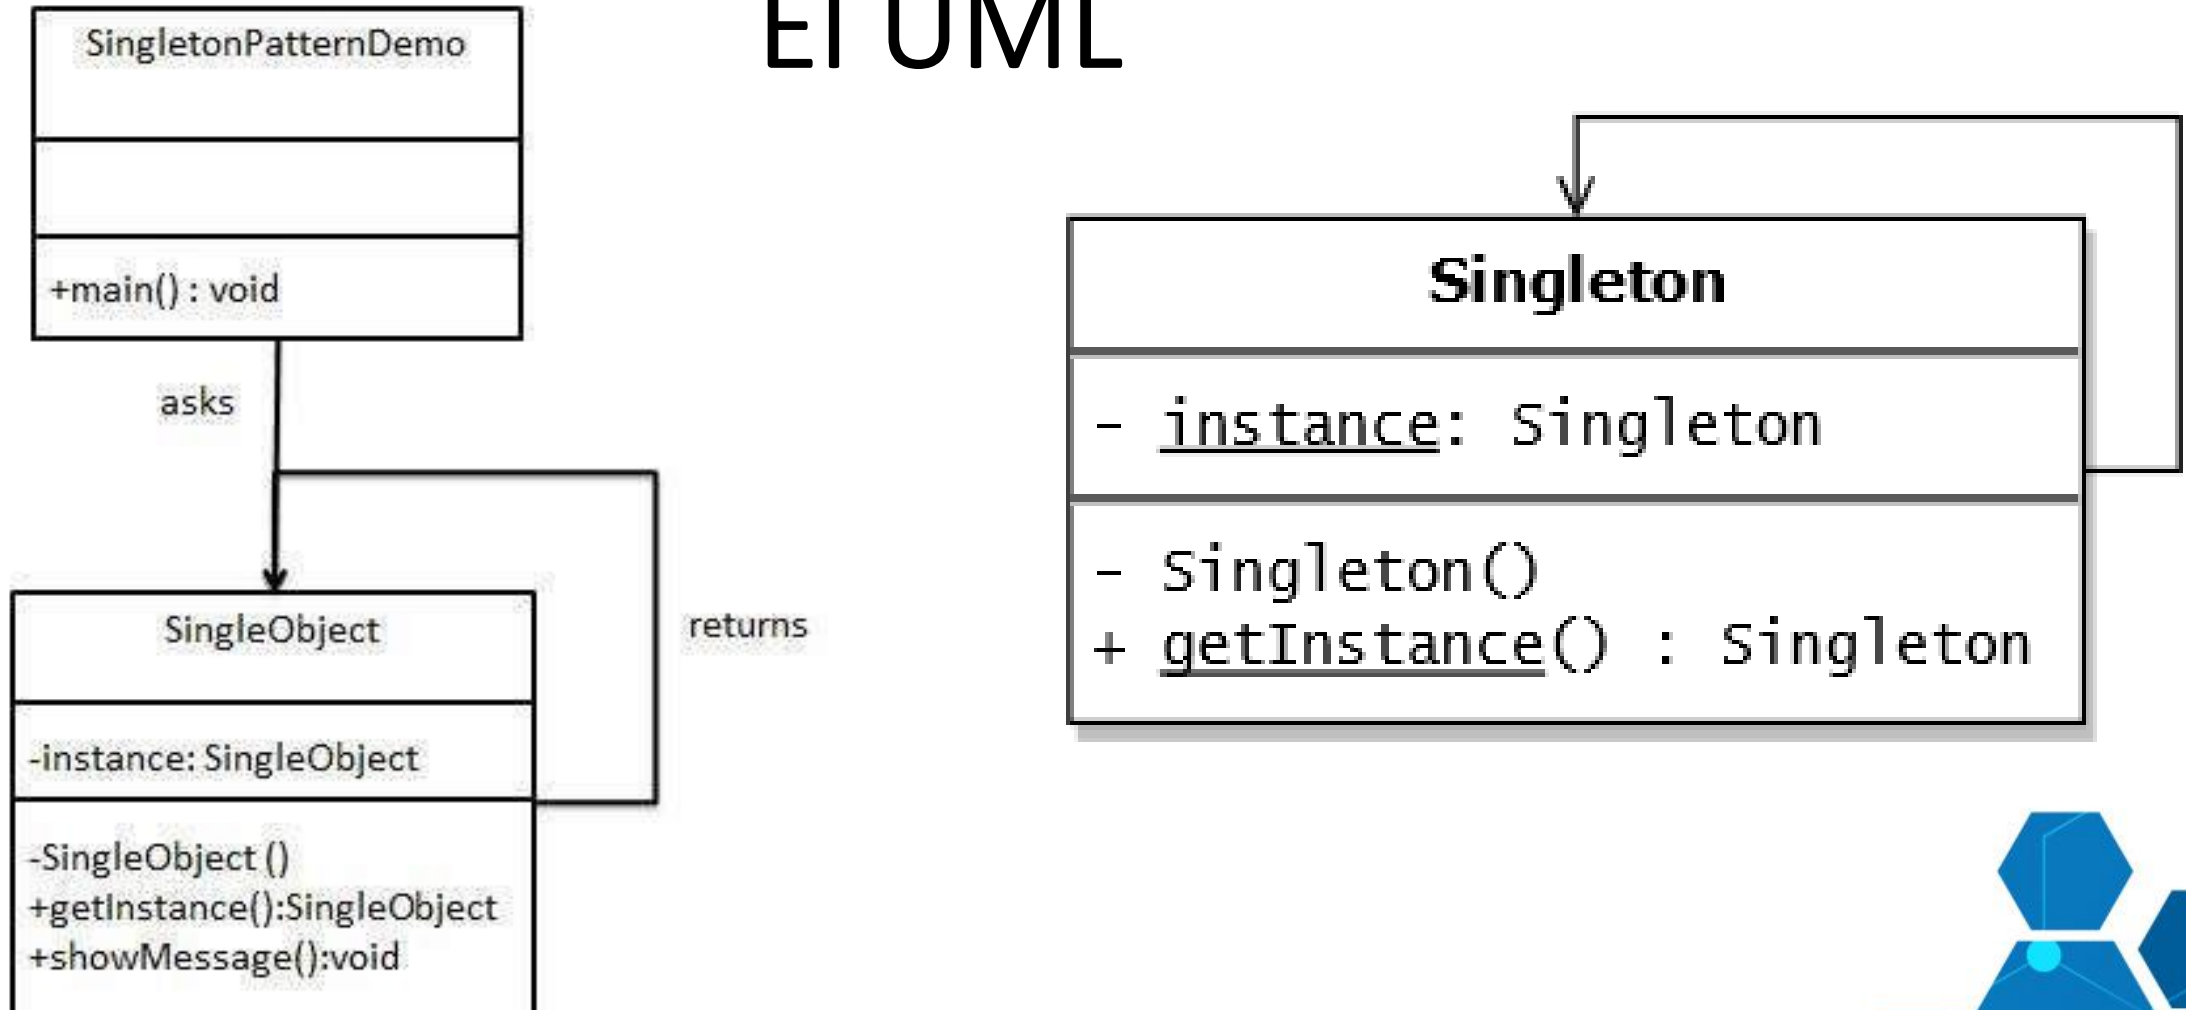 El UML
SingletonPatternDemo
+main() : void
asks
returns
SingleObject
-instance: SingleObject
-SingleObject ()
+getInstance():SingleObject
+showMessage():void
Singleton
- instance: Singleton
- Singleton()
+ getInstance() : Singleton